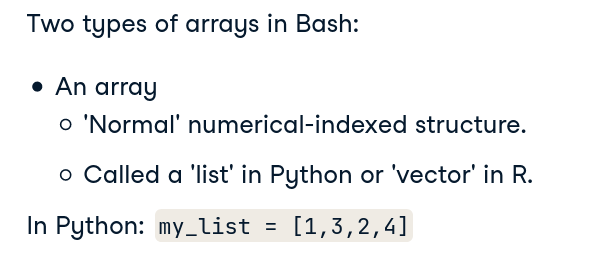 Two types of arrays in Bash:
• An array
○ 'Normal' numerical-indexed structure.
○ Called a 'list' in Python or 'vector' in R.
In Python: my_list = [1,3,2,4]